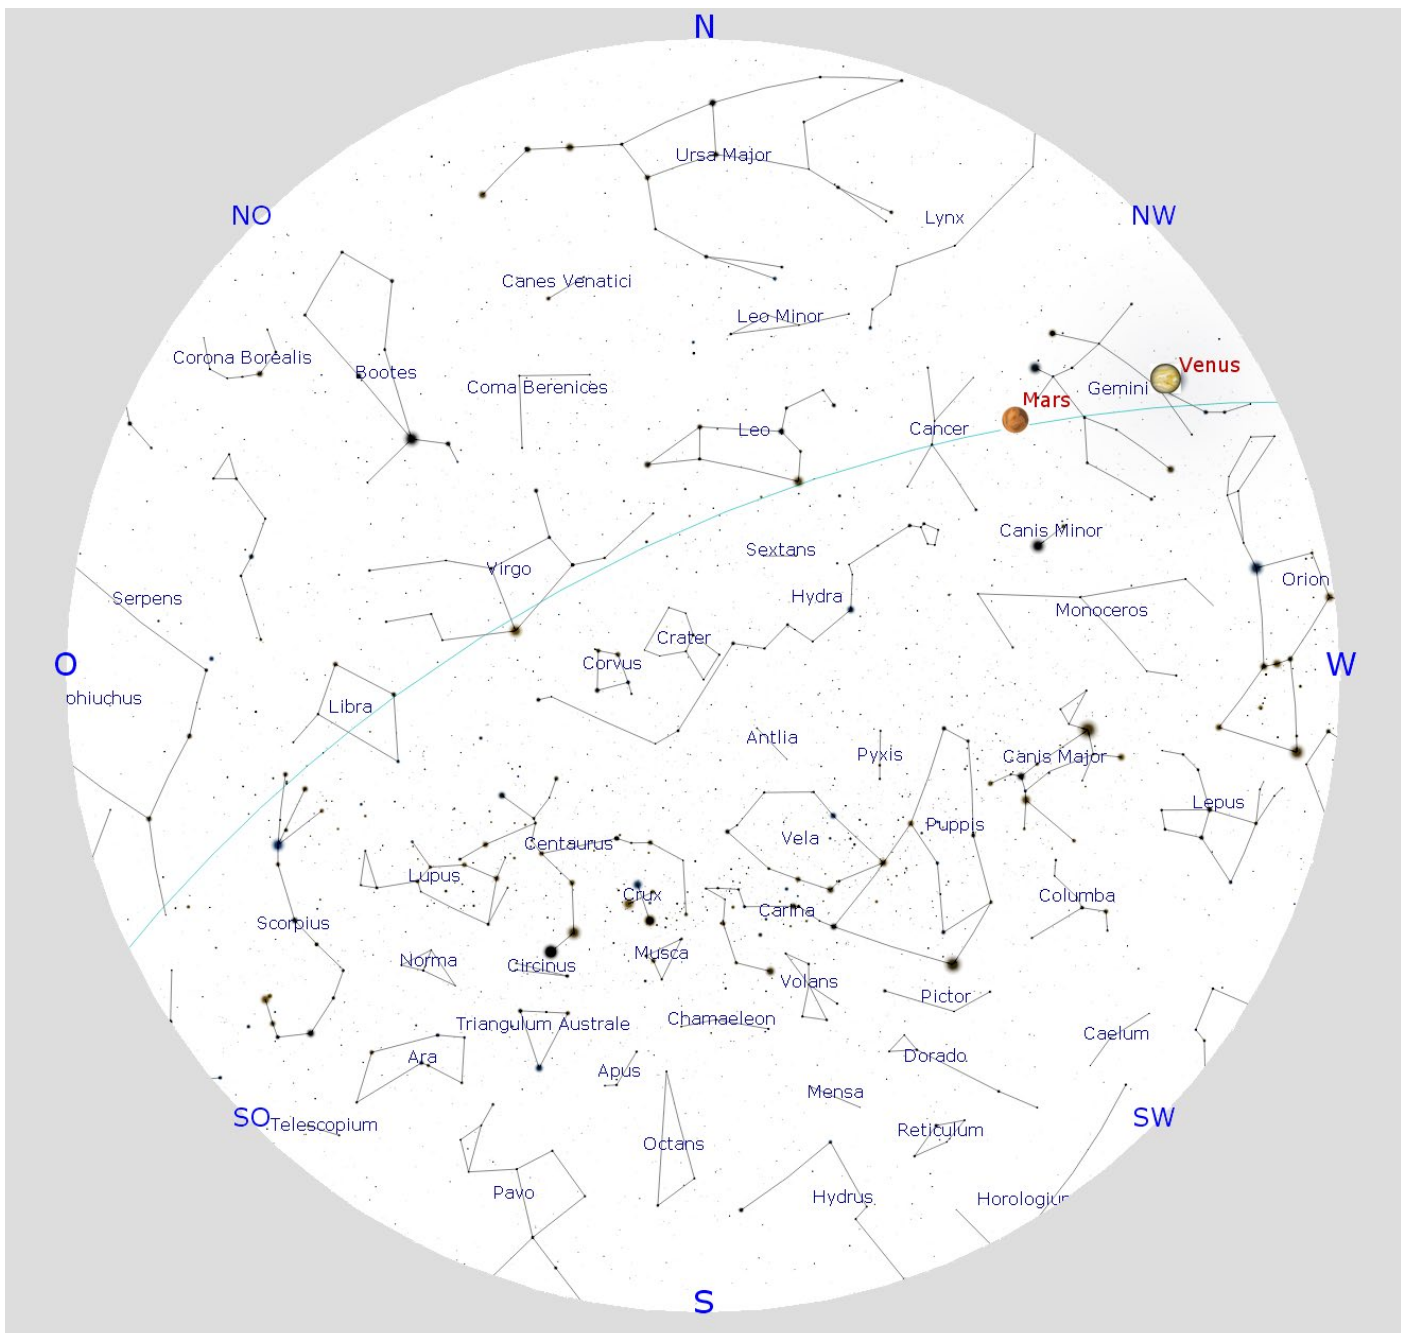 N
Ursa Major
NO
NW
Lynx
Canes Venatici
Leo Minor
Corona Borealis
Bootes
Venus
Coma Berenices
Gemini
Mars
Leo
Cancer
Canis Minor
Sextans
Virgo
Orion
Serpens
Hydra
Monoceros
Crater
O
Corvus
W
phiuchus
Libra
Antlia
Pyxis
Canis Major
Lepus
Puppis
Vela
Centaurus
Lupus
Crux
Columba
Carina
Scorpius
Musca
Norma
Circinus
Volans
Pictor
Chamaeleon
Triangulum Australe
Caelum
Ara
Dorado
Apus
Mensa
SO
SW
Telescopium
Reticulum
Octans
Pavo
Hydrus
Horologiur
S